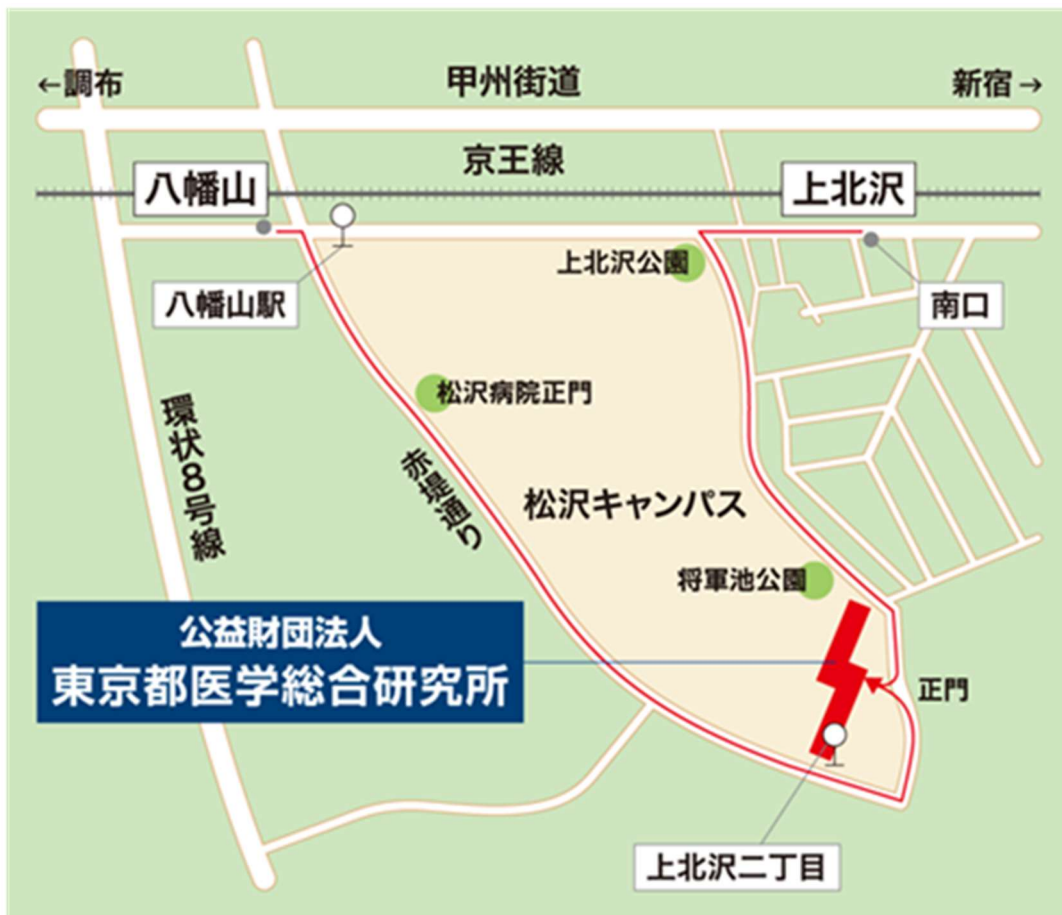 ←調布
甲州街道
新宿→
京王線
八幡山
上北沢
上北沢公園
八幡山駅
南口
松沢病院正門
環状8号線
赤堤通り
松沢キャンパス
将軍池公園
公益財団法人
東京都医学総合研究所
正門
上北沢二丁目